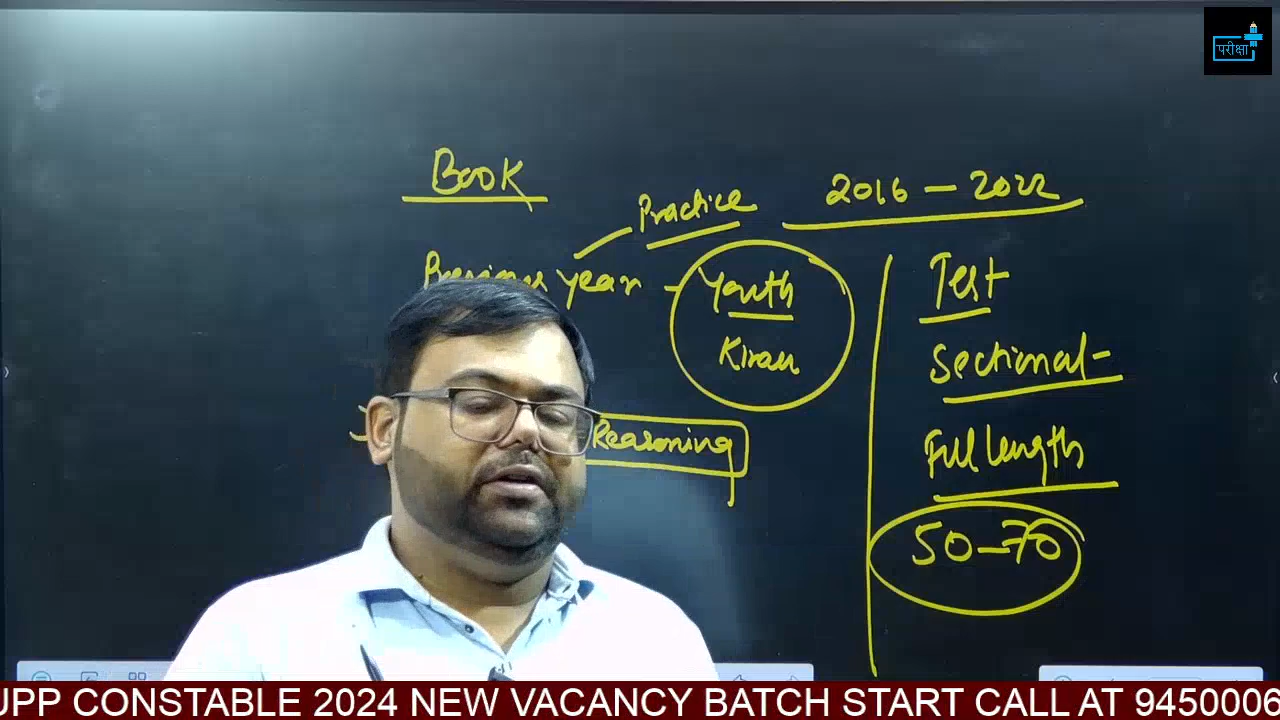 परीक्षा
Book
Practice
2016 - 2022
Previous year - Youth
Kiran
Reasoning
Test
Sectional -
Full length
50-70
UPP CONSTABLE 2024 NEW VACANCY BATCH START CALL AT 9450006